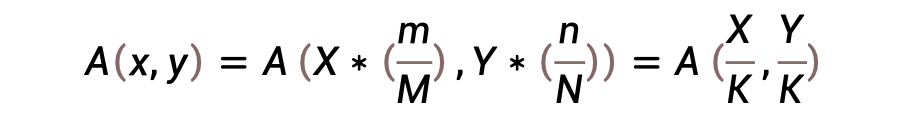 A(x, y) = A (X * (m/M) ,Y * (n/N)) = A (X/K, Y/K)